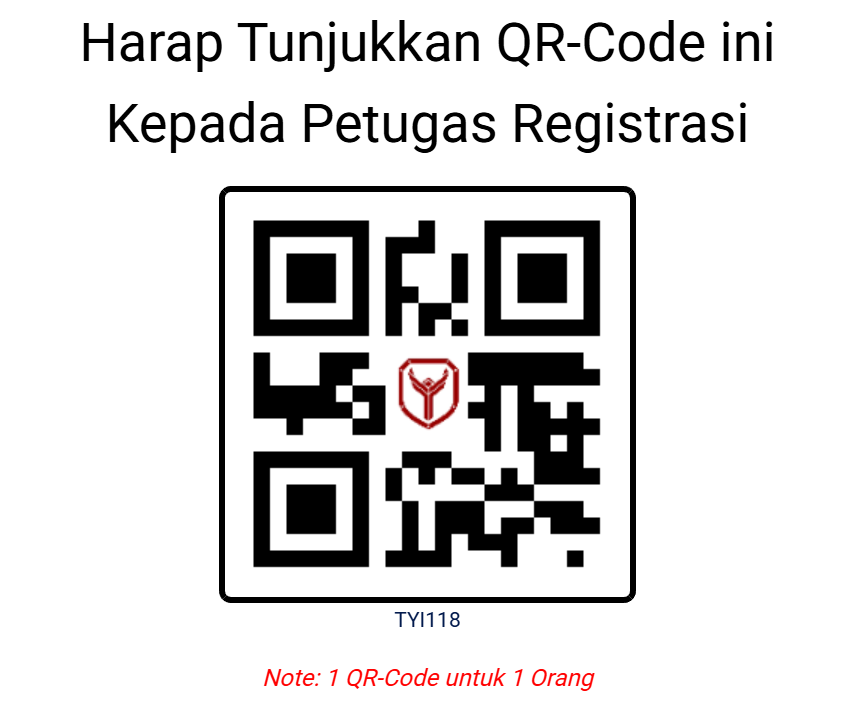 Harap Tunjukkan QR-Code ini
Kepada Petugas Registrasi
TYI118
Note: 1 QR-Code untuk 1 Orang